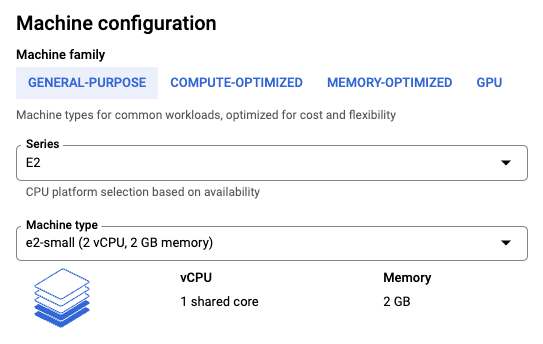 Machine configuration
Machine family
GENERAL-PURPOSE COMPUTE-OPTIMIZED MEMORY-OPTIMIZED GPU
Machine types for common workloads, optimized for cost and flexibility
Series
E2
CPU platform selection based on availability
Machine type
e2-small (2 vCPU, 2 GB memory)
vCPU Memory
1 shared core 2 GB